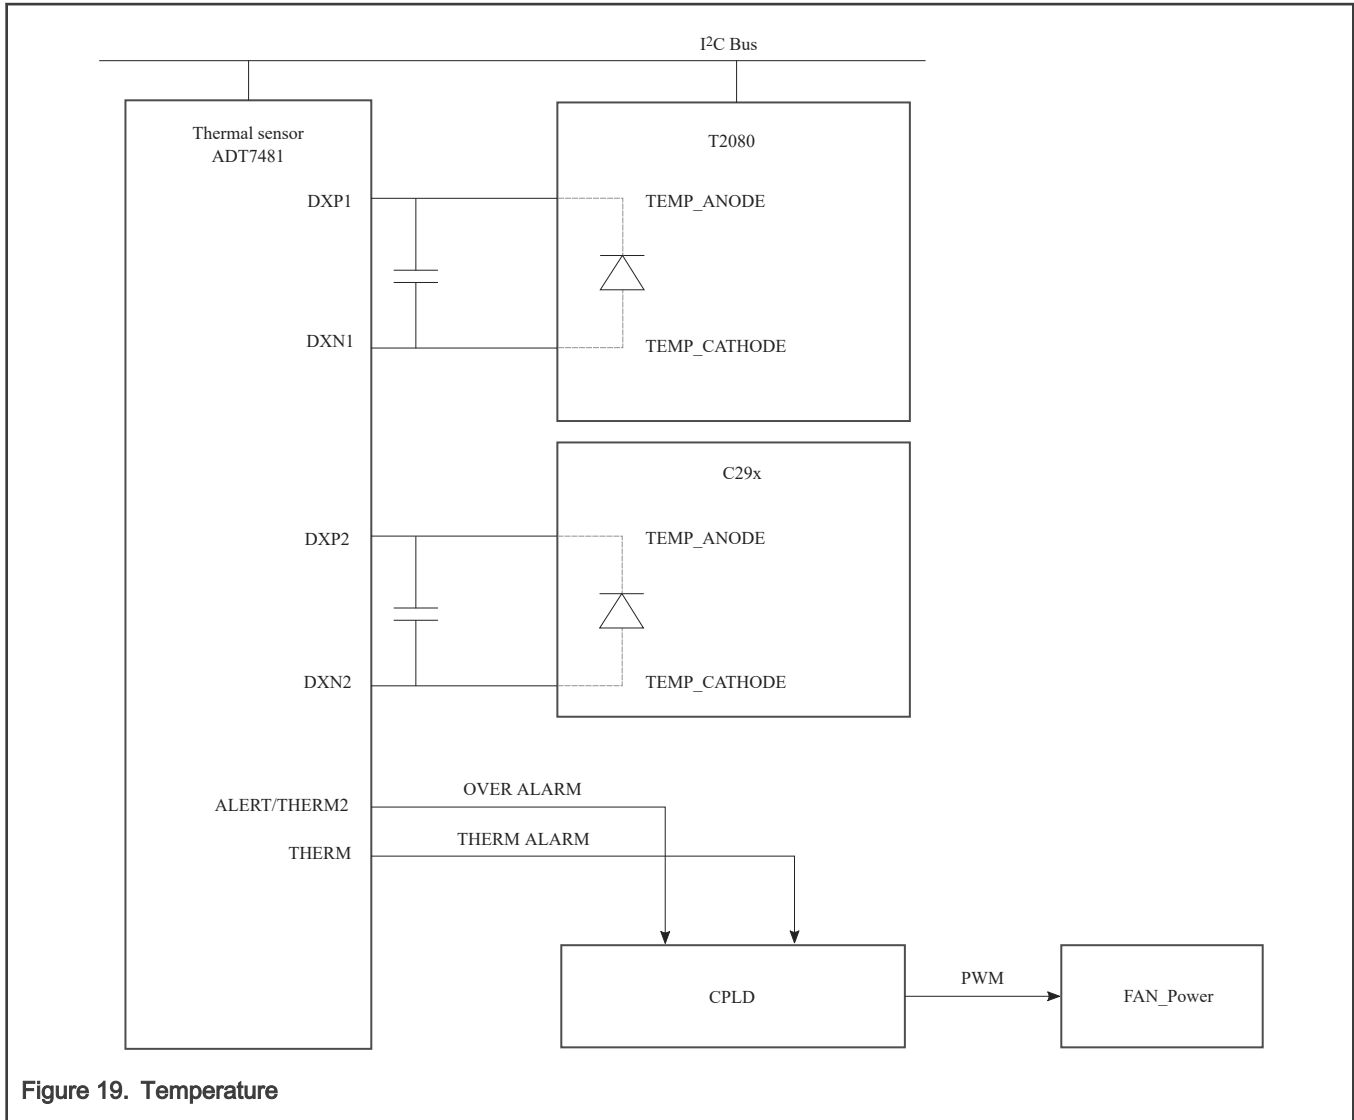 I²C Bus
Thermal sensor
ADT7481
T2080
DXP1
TEMP_ANODE
DXN1
TEMP_CATHODE
C29x
DXP2
TEMP_ANODE
DXN2
TEMP_CATHODE
OVER ALARM
ALERT/THERM2
THERM ALARM
THERM
CPLD
PWM
FAN_Power
Figure 19. Temperature